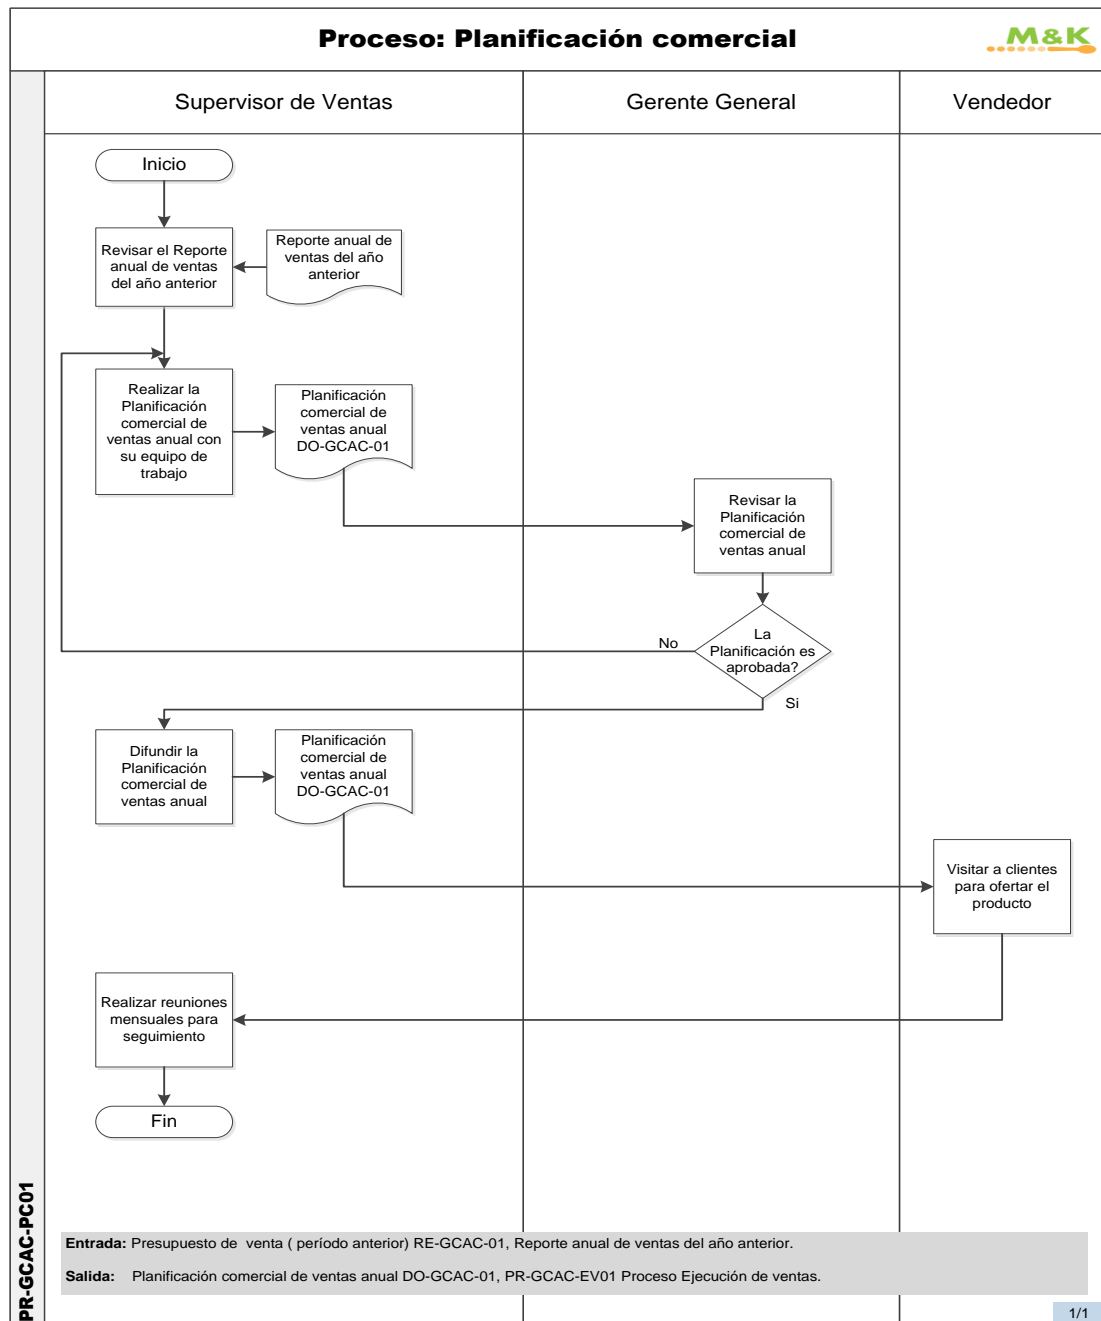 Proceso: Planificación comercial
M&K
Supervisor de Ventas
Gerente General
Vendedor
Inicio
Revisar el Reporte
anual de ventas
del año anterior
Reporte anual de
ventas del año
anterior
Realizar la
Planificación
comercial de
ventas anual con
su equipo de
trabajo
Planificación
comercial de
ventas anual
DO-GCAC-01
Revisar la
Planificación
comercial de
ventas anual
La
Planificación es
aprobada?
No
Si
Difundir la
Planificación
comercial de
ventas anual
Planificación
comercial de
ventas anual
DO-GCAC-01
Visitar a clientes
para ofertar el
producto
Realizar reuniones
mensuales para
seguimiento
Fin
PR-GCAC-PC01
Entrada: Presupuesto de venta ( período anterior) RE-GCAC-01, Reporte anual de ventas del año anterior.
Salida: Planificación comercial de ventas anual DO-GCAC-01, PR-GCAC-EV01 Proceso Ejecución de ventas.
1/1